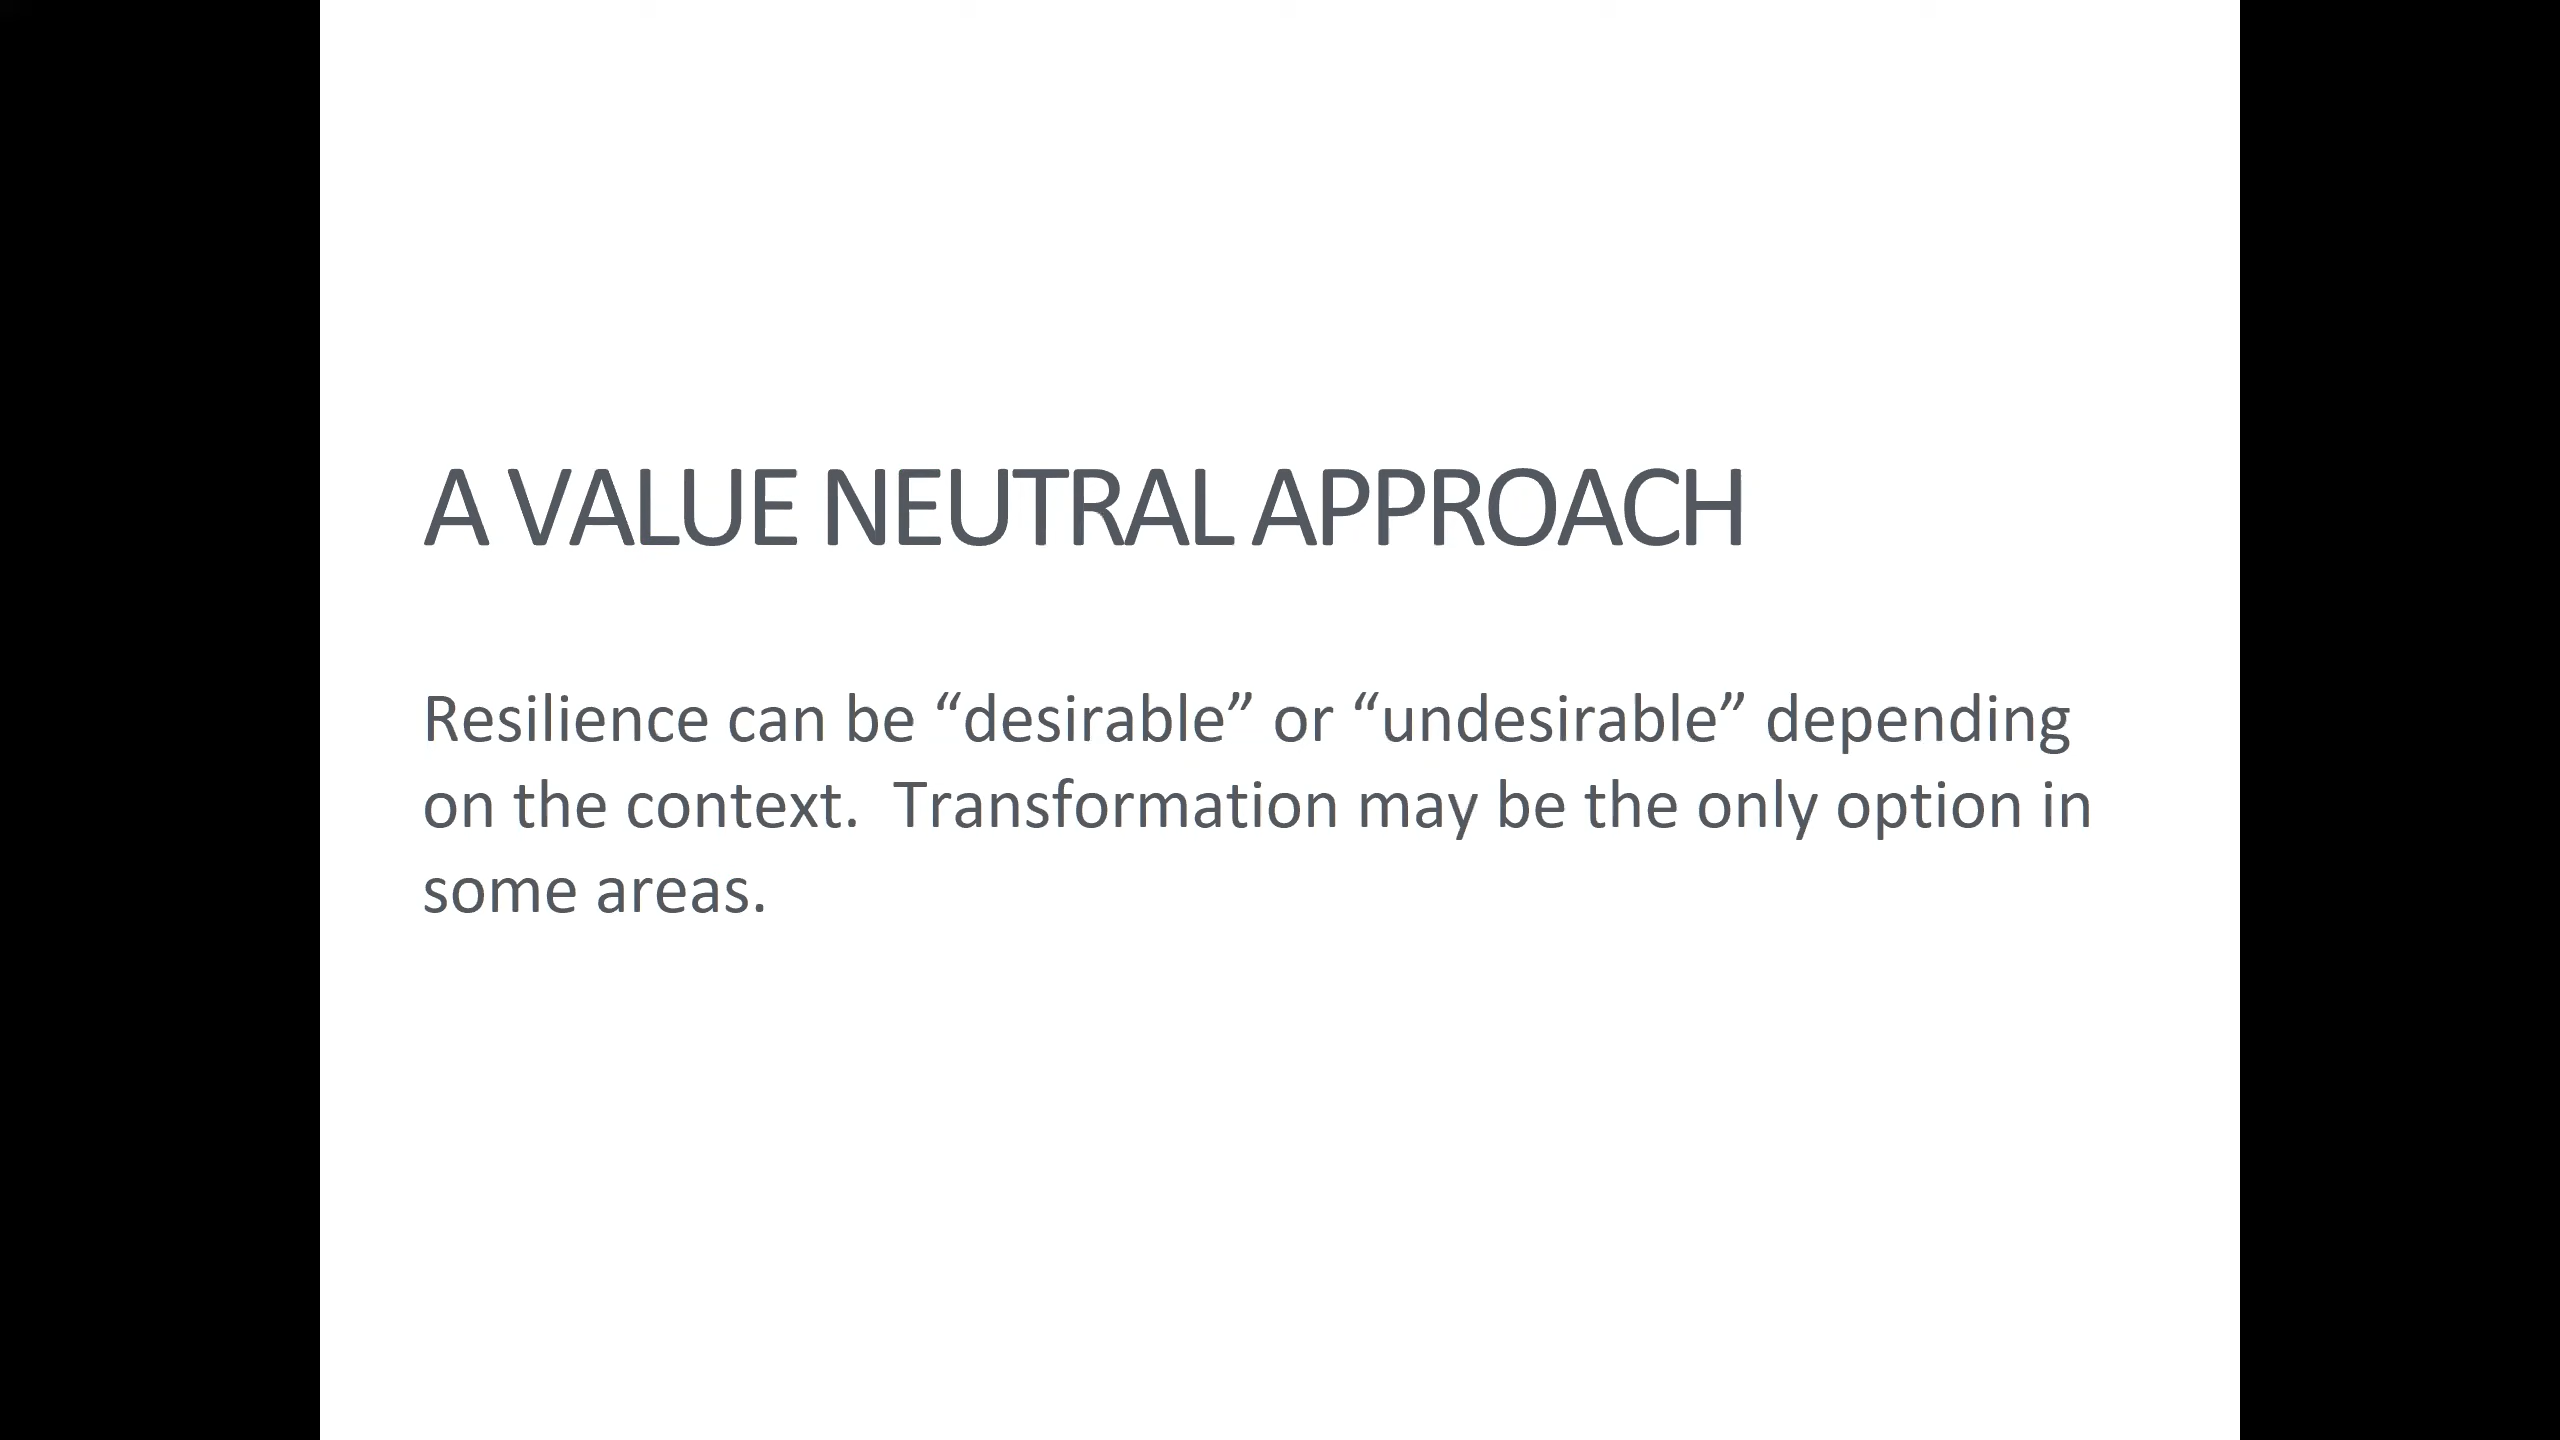 A VALUE NEUTRAL APPROACH
Resilience can be “desirable” or “undesirable” depending
on the context.  Transformation may be the only option in
some areas.